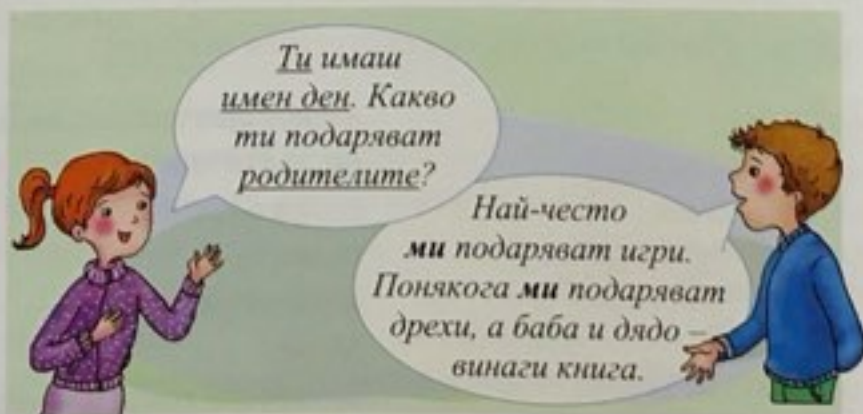 Ти имаш
имен ден. Какво
ти подаряват
родителите?
Най-често
ми подаряват игри.
Понякога ми подаряват
дрехи, а баба и дядо –
винаги книга.